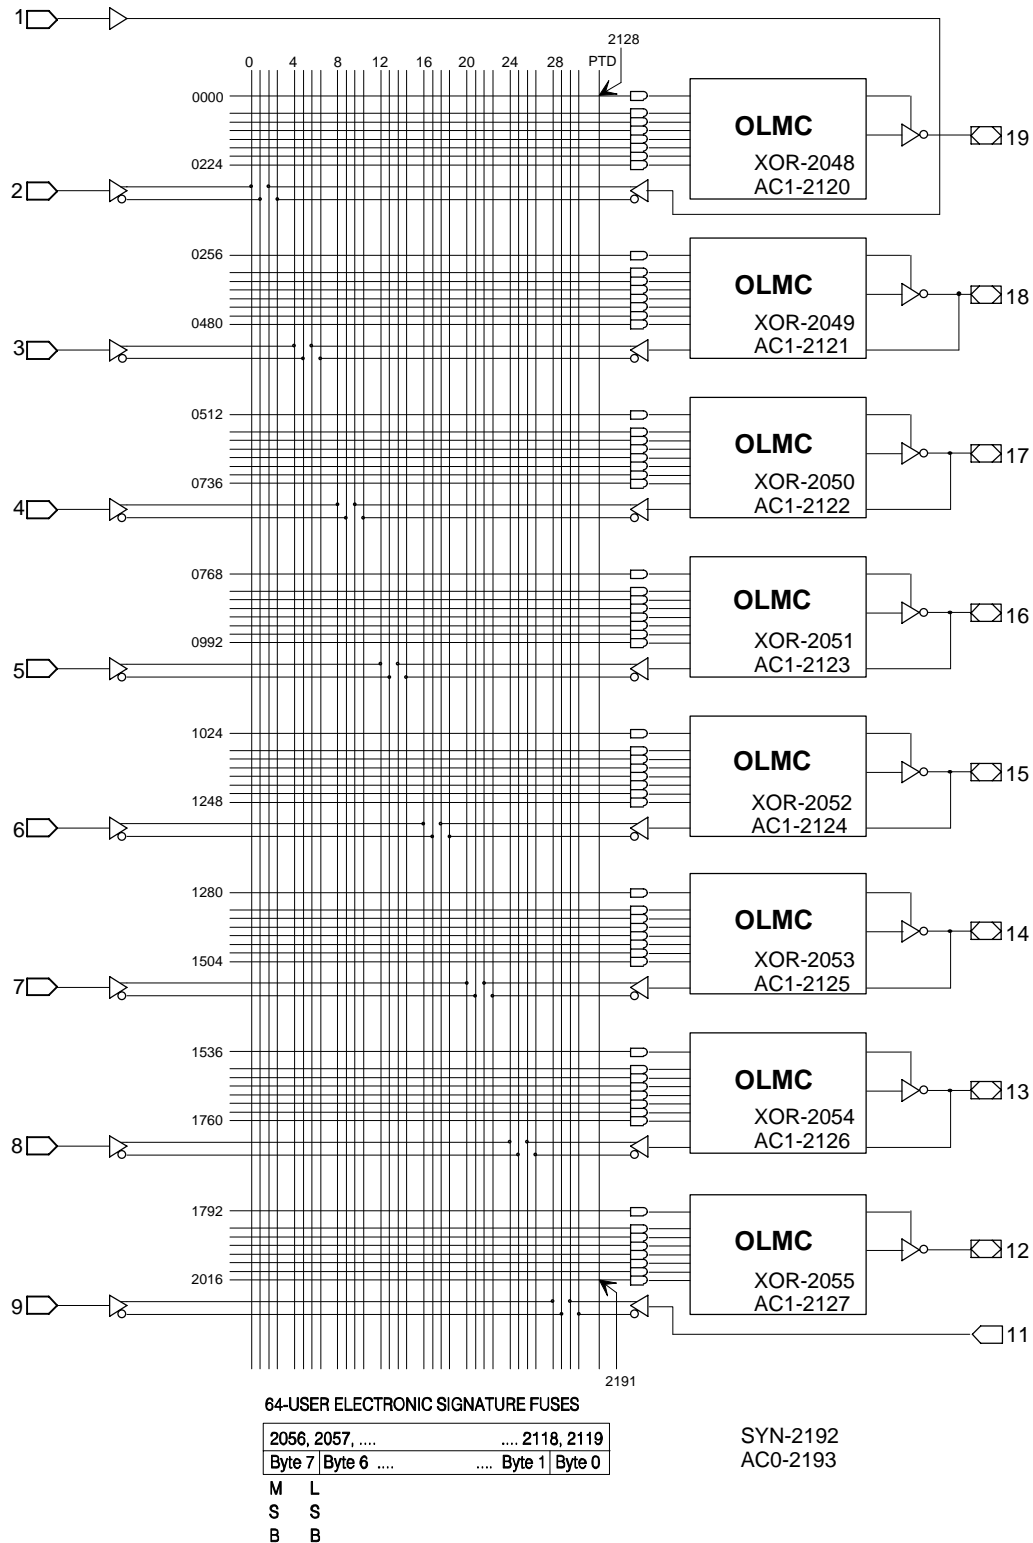 1
2128
0 4 8 12 16 20 24 28 PTD
0000
OLMC
19
XOR-2048
0224
AC1-2120
2
0256
OLMC
18
XOR-2049
0480
AC1-2121
3
0512
OLMC
17
XOR-2050
0736
AC1-2122
4
0768
OLMC
16
XOR-2051
0992
AC1-2123
5
1024
OLMC
15
XOR-2052
1248
AC1-2124
6
1280
OLMC
14
XOR-2053
1504
AC1-2125
7
1536
OLMC
13
XOR-2054
1760
AC1-2126
8
1792
OLMC
12
XOR-2055
2016
AC1-2127
9
11
2191
64-USER ELECTRONIC SIGNATURE FUSES
2056, 2057, .... .... 2118, 2119
Byte 7 Byte 6 .... .... Byte 1 Byte 0
M L
S S
B B
SYN-2192
AC0-2193